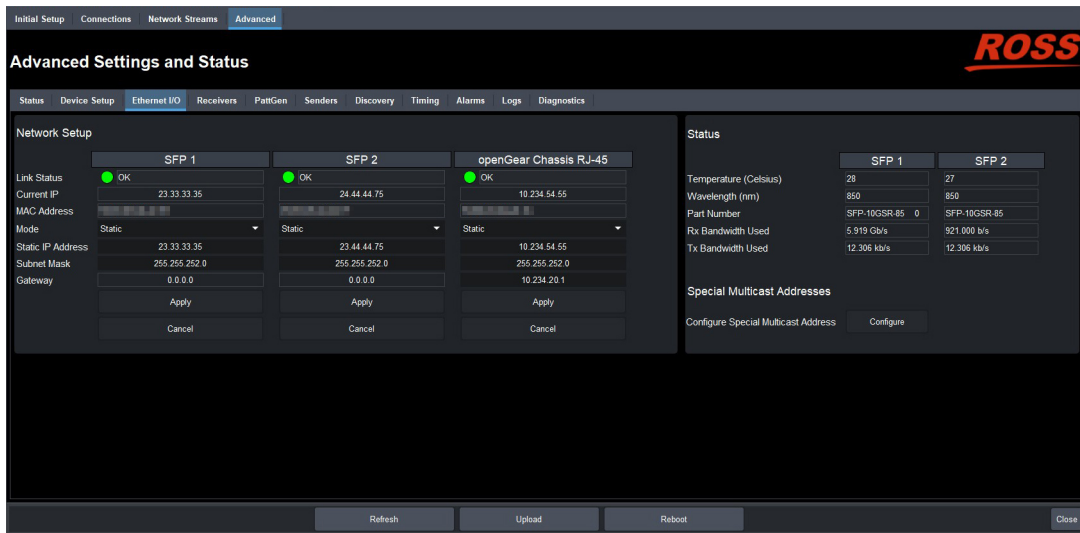 Initial Setup Connections Network Streams Advanced
ROSS
Advanced Settings and Status
Status Device Setup Ethernet I/O Receivers PattGen Senders Discovery Timing Alarms Logs Diagnostics
Network Setup
SFP 1 SFP 2 openGear Chassis RJ-45
Link Status OK OK OK
Current IP 23.33.33.35 24.44.44.75 10.234.54.55
MAC Address
Mode Static Static Static
Static IP Address 23.33.33.35 23.44.44.75 10.234.54.55
Subnet Mask 255.255.252.0 255.255.252.0 255.255.252.0
Gateway 0.0.0.0 0.0.0.0 10.234.20.1
Apply Apply Apply
Cancel Cancel Cancel
Status
SFP 1 SFP 2
Temperature (Celsius) 28 27
Wavelength (nm) 850 850
Part Number SFP-10GSR-85 0 SFP-10GSR-85
Rx Bandwidth Used 5.919 Gb/s 921.000 b/s
Tx Bandwidth Used 12.306 kb/s 12.306 kb/s
Special Multicast Addresses
Configure Special Multicast Address Configure
Refresh Upload Reboot Close